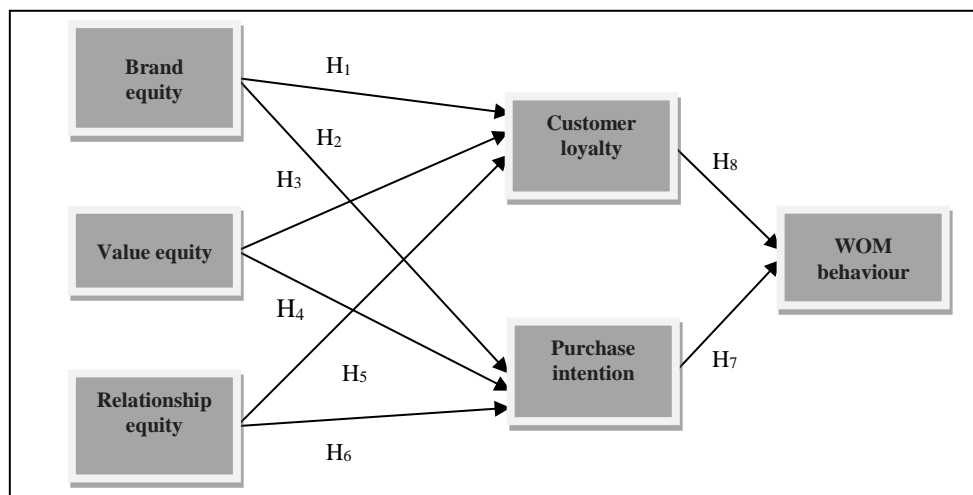 Brand
equity
H1
H2
H3
Customer
loyalty
H8
Value equity
WOM
behaviour
H4
Purchase
intention
H7
H5
Relationship
equity
H6